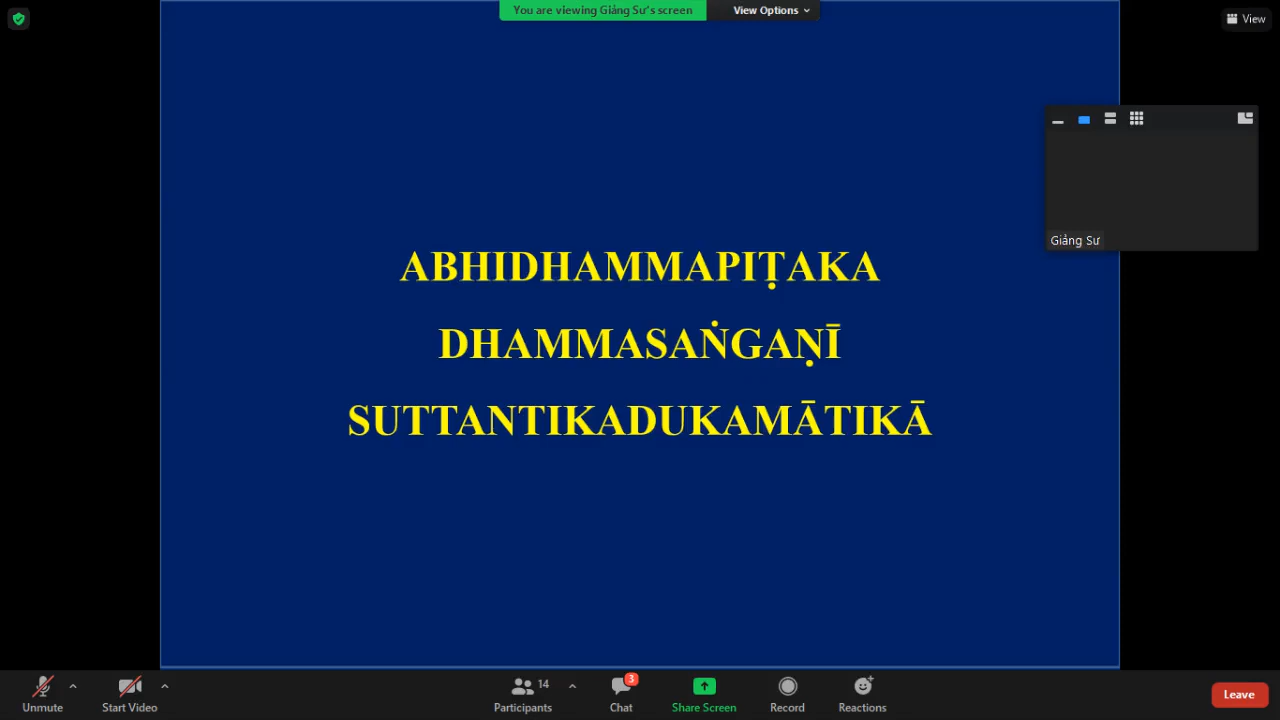 You are viewing Giảng Sư's screen
View Options
View
Giảng Sư
ABHIDHAMMAPIṬAKA
DHAMMASAṄGAṆĪ
SUTTANTIKADUKAMĀTIKĀ
Unmute
Start Video
14
Participants
3
Chat
Share Screen
Record
Reactions
Leave